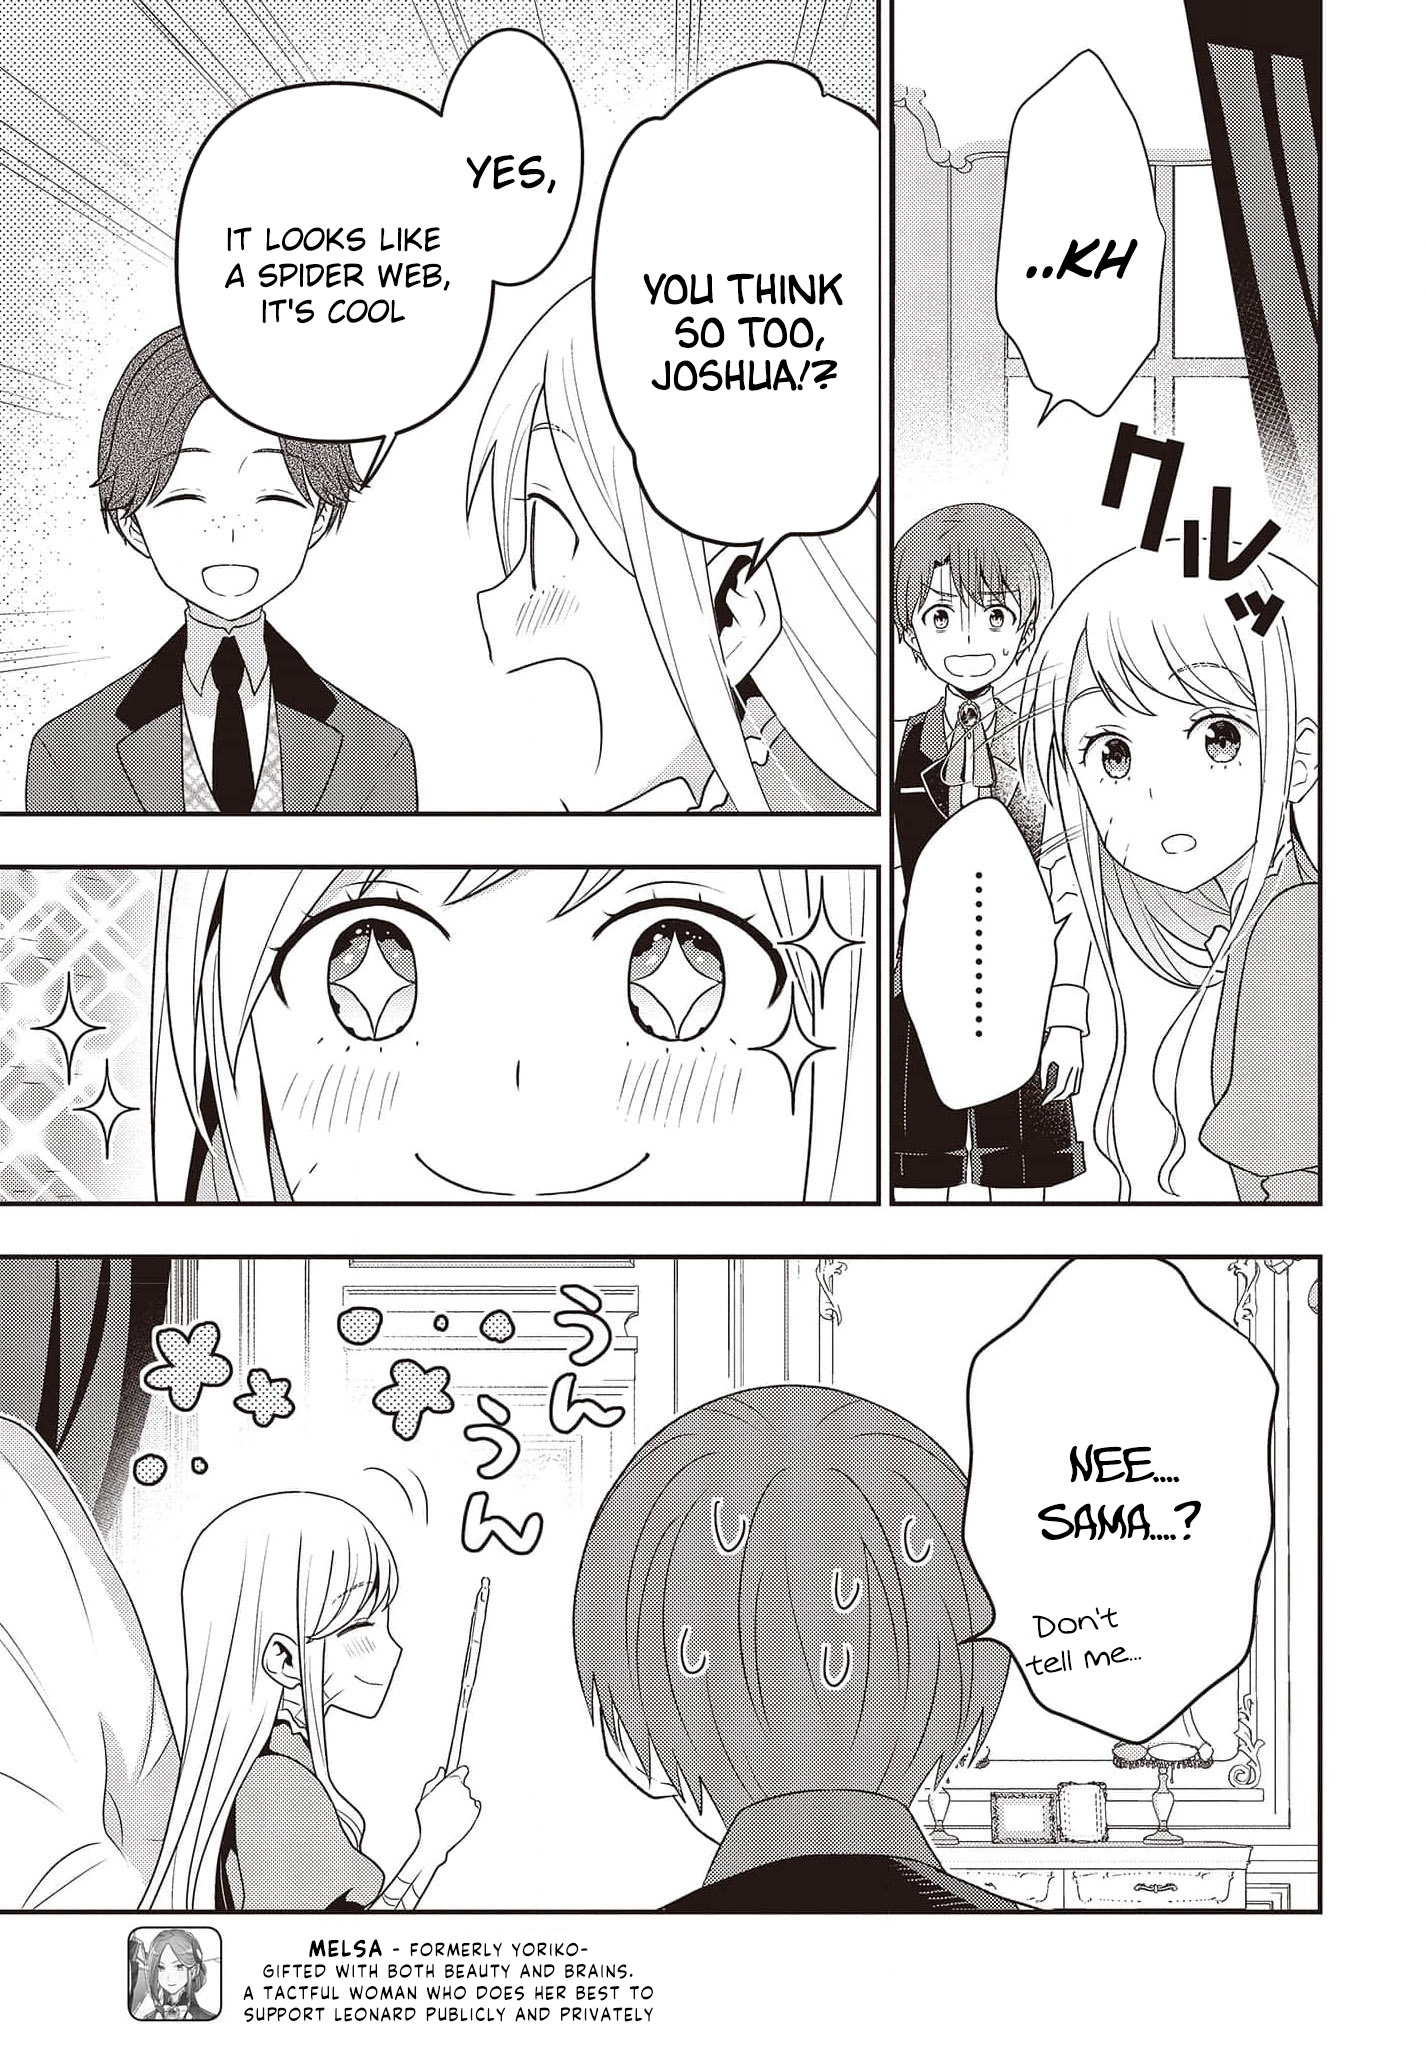 ..KH
クルッ
…………
YOU THINK
SO TOO,
JOSHUA!?
YES,
IT LOOKS LIKE
A SPIDER WEB,
IT'S COOL
NEE....
SAMA....?
Don't
tell me...
うん
うん
MELSA - FORMERLY YORIKO-
GIFTED WITH BOTH BEAUTY AND BRAINS.
A TACTFUL WOMAN WHO DOES HER BEST TO
SUPPORT LEONARD PUBLICLY AND PRIVATELY